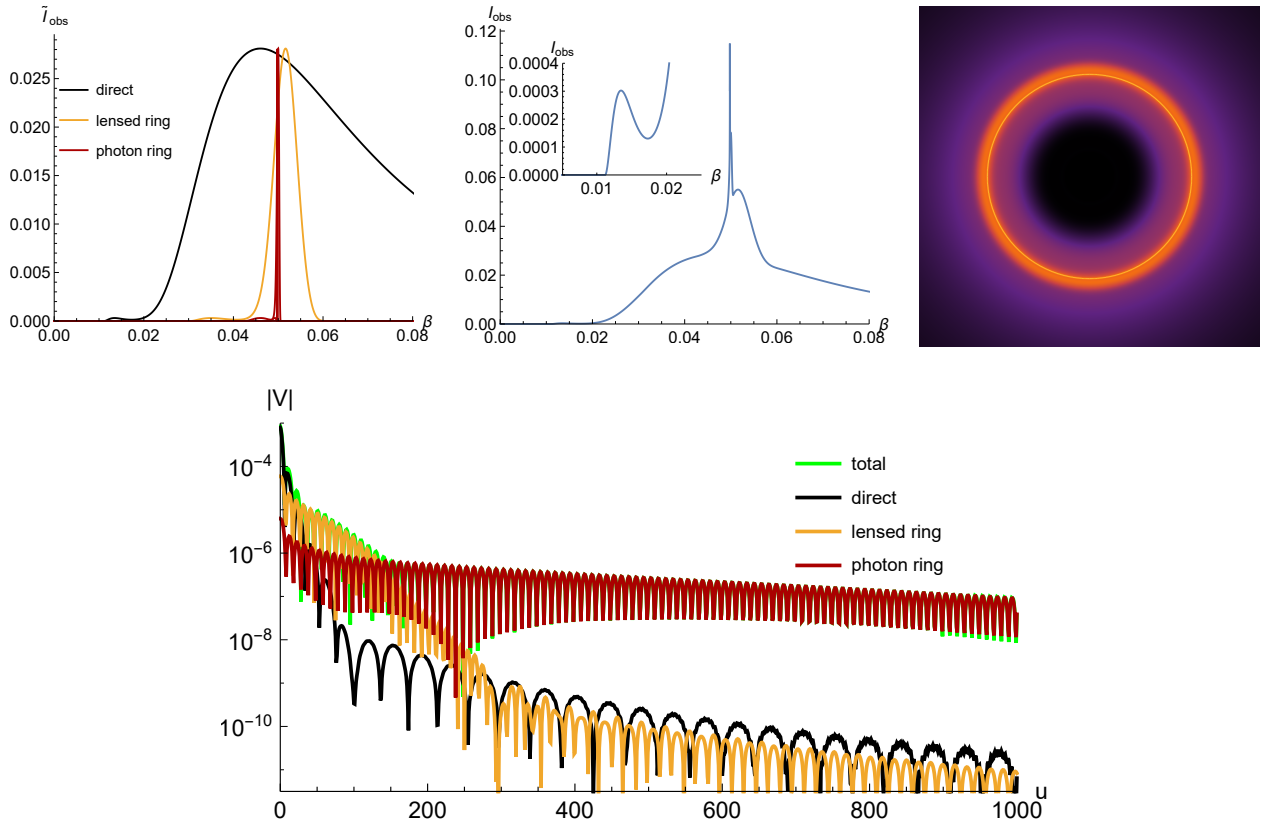 Ĩobs
0.025
0.020
0.015
0.010
0.005
0.000
0.00 0.02 0.04 0.06 0.08
β
direct
lensed ring
photon ring
Iobs
0.12
0.10
0.08
0.06
0.04
0.02
0.00
0.00 0.02 0.04 0.06 0.08
β
Iobs
0.0004
0.0003
0.0002
0.0001
0.0000
0.01 0.02
β
|V|
10−4
10−6
10−8
10−10
0 200 400 600 800 1000
u
total
direct
lensed ring
photon ring